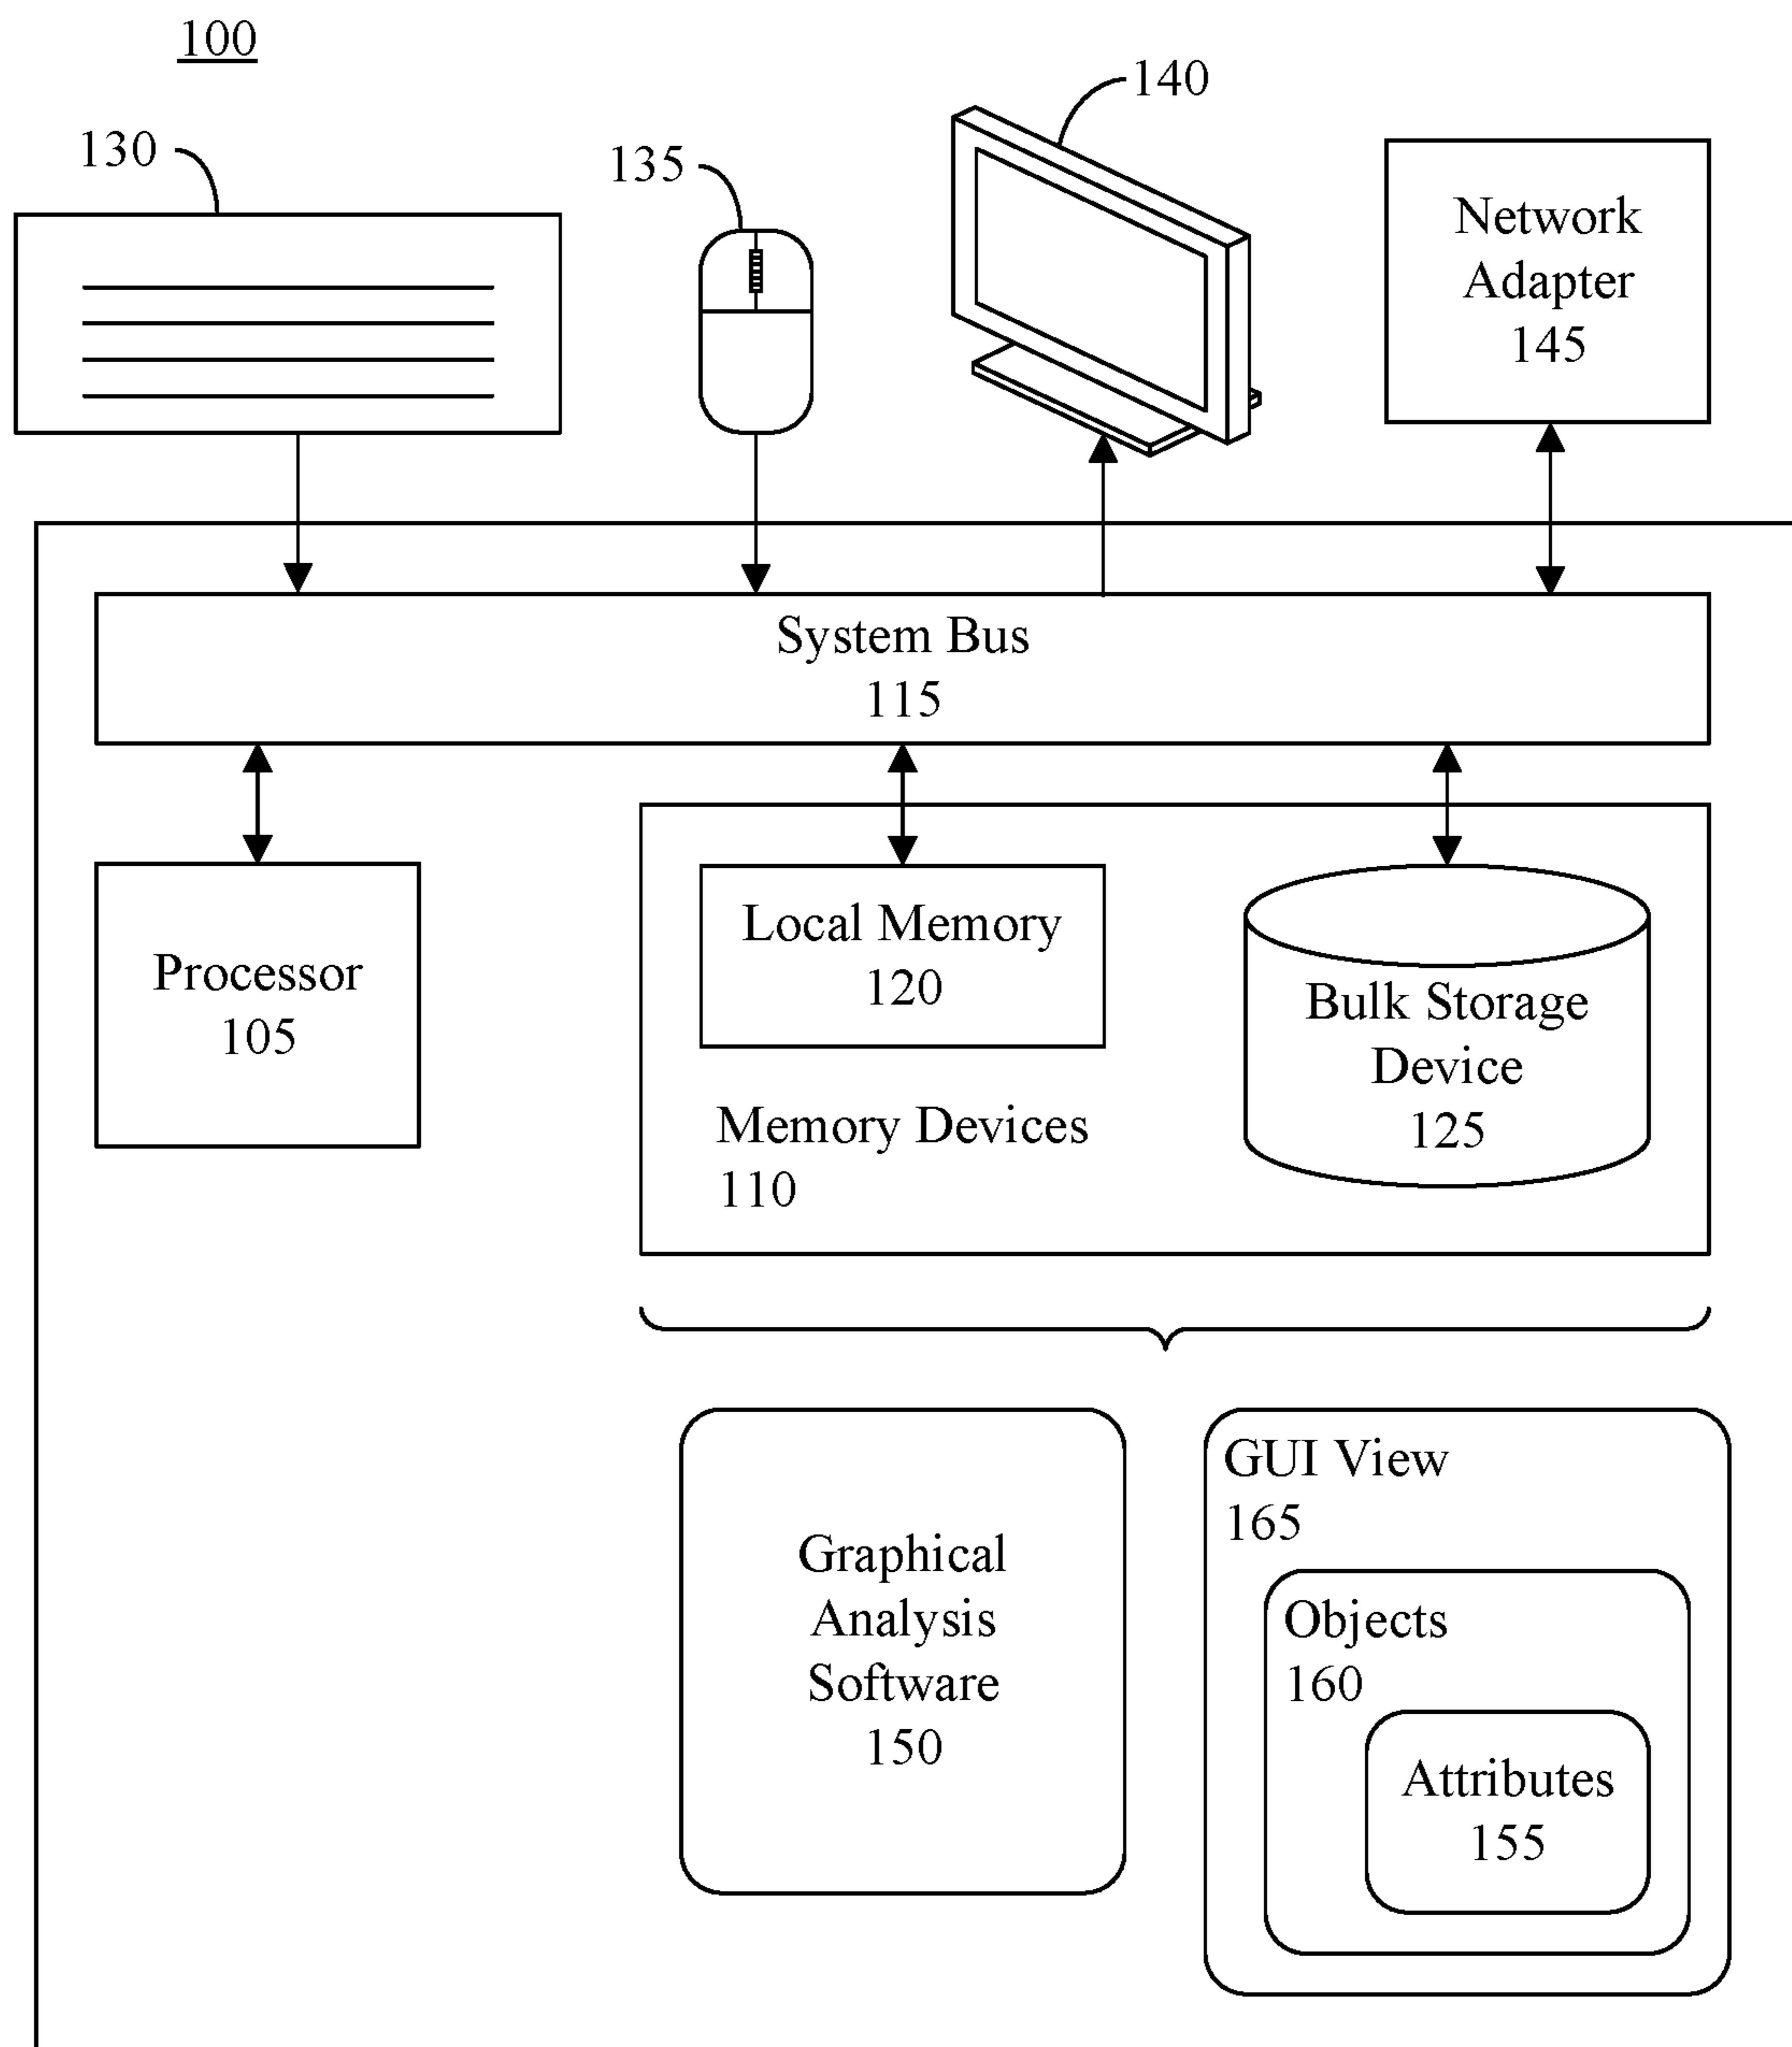 100
130
135
140
Network
Adapter
145
System Bus
115
Processor
105
Local Memory
120
Memory Devices
110
Bulk Storage
Device
125
Graphical
Analysis
Software
150
GUI View
165
Objects
160
Attributes
155